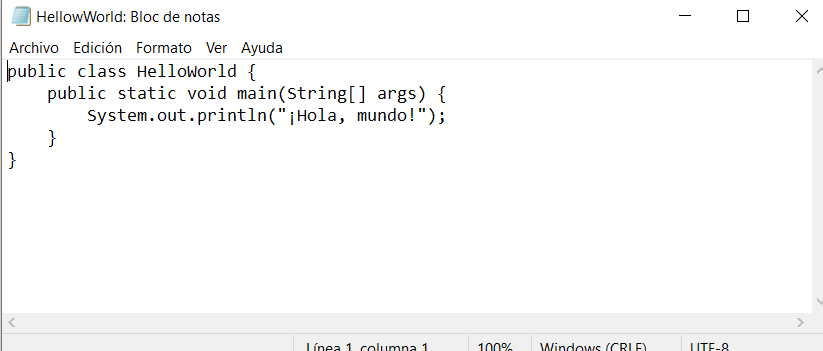 HellowWorld: Bloc de notas
Archivo Edición Formato Ver Ayuda
public class HelloWorld {
    public static void main(String[] args) {
        System.out.println("¡Hola, mundo!");
    }
}
Línea 1, columna 1 100% Windows (CRLF) UTF-8